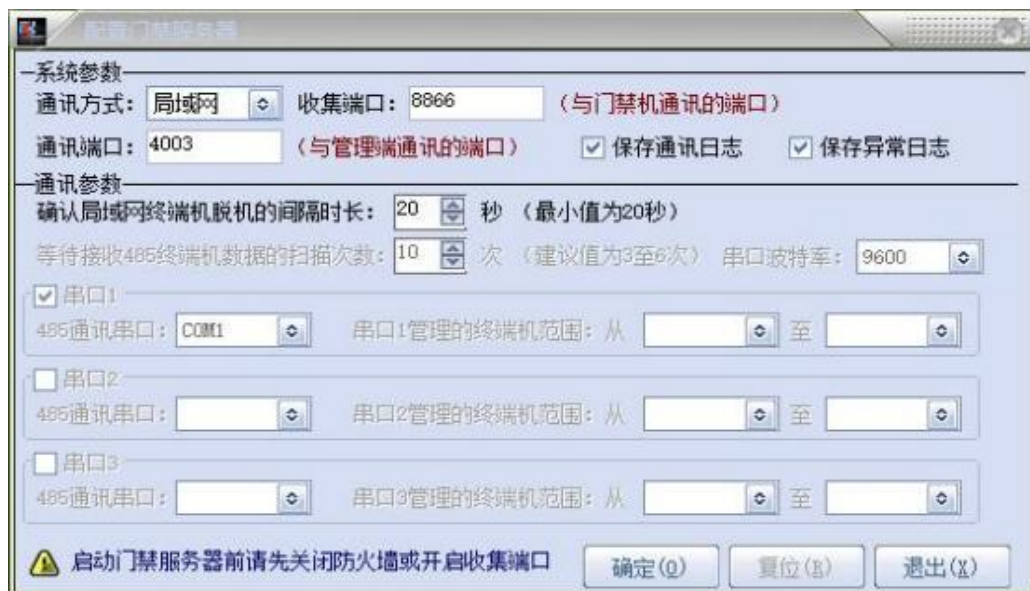 配置门禁服务器
系统参数
通讯方式: 局域网 收集端口: 8866 (与门禁机通讯的端口)
通讯端口: 4003 (与管理端通讯的端口) 保存通讯日志 保存异常日志
通讯参数
确认局域网终端机脱机的间隔时长: 20 秒 (最小值为20秒)
等待接收485终端机数据的扫描次数: 10 次 (建议值为3至6次) 串口波特率: 9600
串口1
485通讯串口: COM1 串口1管理的终端机范围: 从 至
串口2
485通讯串口: 串口2管理的终端机范围: 从 至
串口3
485通讯串口: 串口3管理的终端机范围: 从 至
启动门禁服务器前请先关闭防火墙或开启收集端口 确定(O) 复位(R) 退出(X)